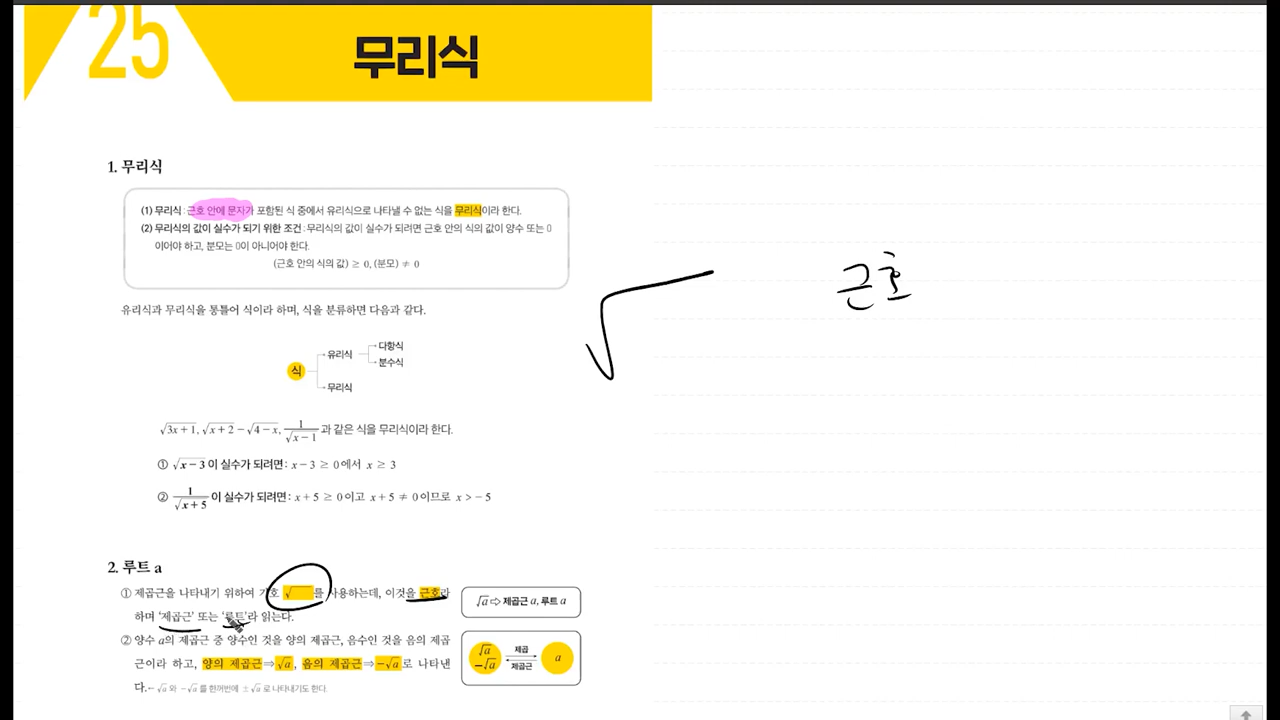 25
무리식
1. 무리식
(1) 무리식 : 근호 안에 문자가 포함된 식 중에서 유리식으로 나타낼 수 없는 식을 무리식이라 한다.
(2) 무리식의 값이 실수가 되기 위한 조건 : 무리식의 값이 실수가 되려면 근호 안의 식의 값이 양수 또는 0
이어야 하고, 분모는 0이 아니어야 한다.
(근호 안의 식의 값) ≥ 0, (분모) ≠ 0
√ 근호
유리식과 무리식을 통틀어 식이라 하며, 식을 분류하면 다음과 같다.
식
유리식
다항식
분수식
무리식
√(3x+1), √(x+2) − √(4−x), 1/√(x−1) 과 같은 식을 무리식이라 한다.
① √(x−3) 이 실수가 되려면 : x−3 ≥ 0에서 x ≥ 3
② 1/√(x+5) 이 실수가 되려면 : x+5 ≥ 0이고 x+5 ≠ 0이므로 x > −5
2. 루트 a
① 제곱근을 나타내기 위하여 기호 √ 를 사용하는데, 이것을 근호라
하며 ‘제곱근’ 또는 ‘루트’라 읽는다.
√a ⇨ 제곱근 a, 루트 a
② 양수 a의 제곱근 중 양수인 것을 양의 제곱근, 음수인 것을 음의 제곱
근이라 하고, 양의 제곱근⇒√a, 음의 제곱근⇒−√a로 나타낸
다.←√a 와 −√a 를 한꺼번에 ±√a 로 나타내기도 한다.
√a
−√a
제곱
제곱근
a